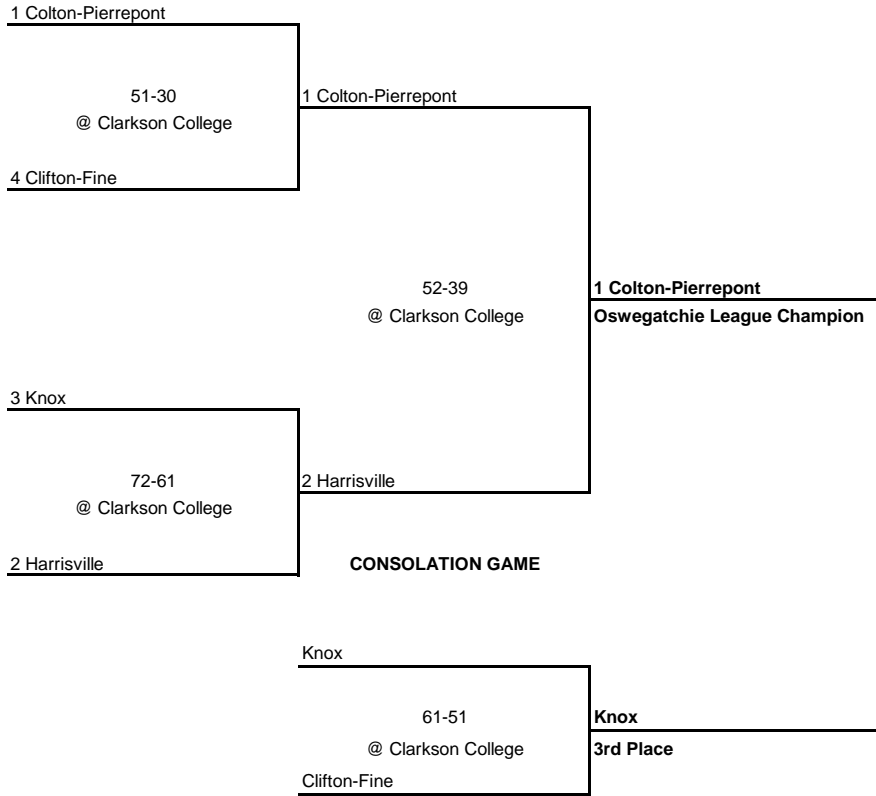 1 Colton-Pierrepont
51-30
@ Clarkson College
1 Colton-Pierrepont
4 Clifton-Fine
52-39
@ Clarkson College
1 Colton-Pierrepont
Oswegatchie League Champion
3 Knox
72-61
@ Clarkson College
2 Harrisville
2 Harrisville
CONSOLATION GAME
Knox
61-51
@ Clarkson College
Knox
3rd Place
Clifton-Fine